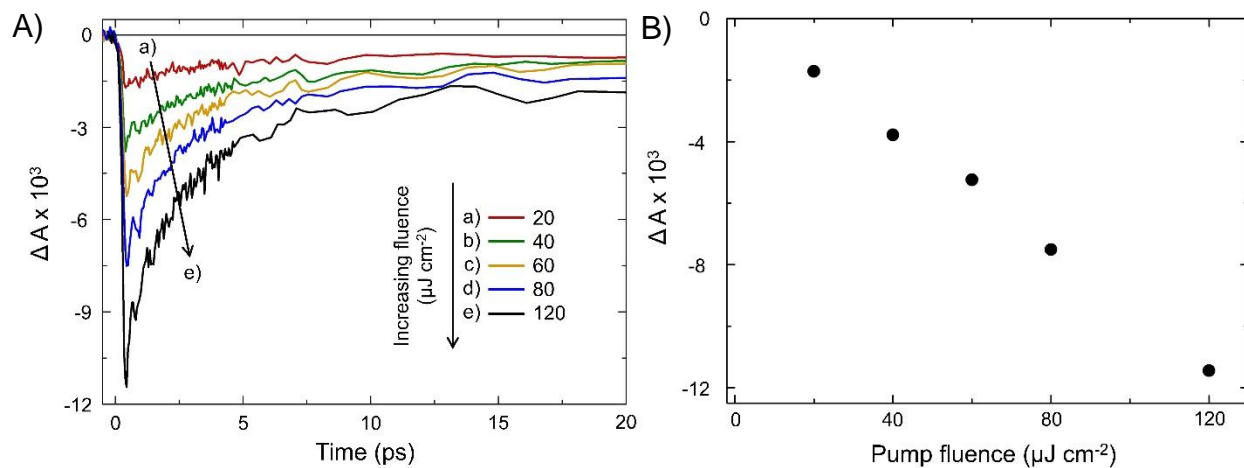 A)
0
-3
-6
-9
-12
ΔA x 10³
0
5
10
15
20
Time (ps)
a)
e)
Increasing fluence
(µJ cm⁻²)
a) 20
b) 40
c) 60
d) 80
e) 120
B)
0
-4
-8
-12
ΔA x 10³
0
40
80
120
Pump fluence (µJ cm⁻²)